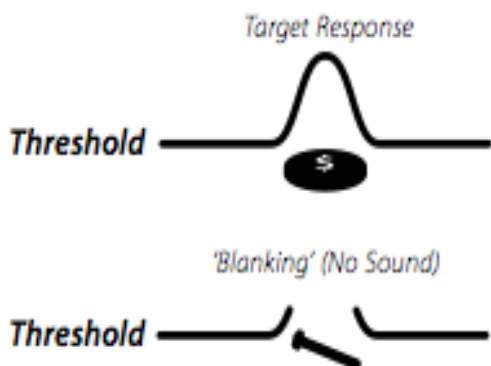 Target Response
Threshold
$
'Blanking' (No Sound)
Threshold